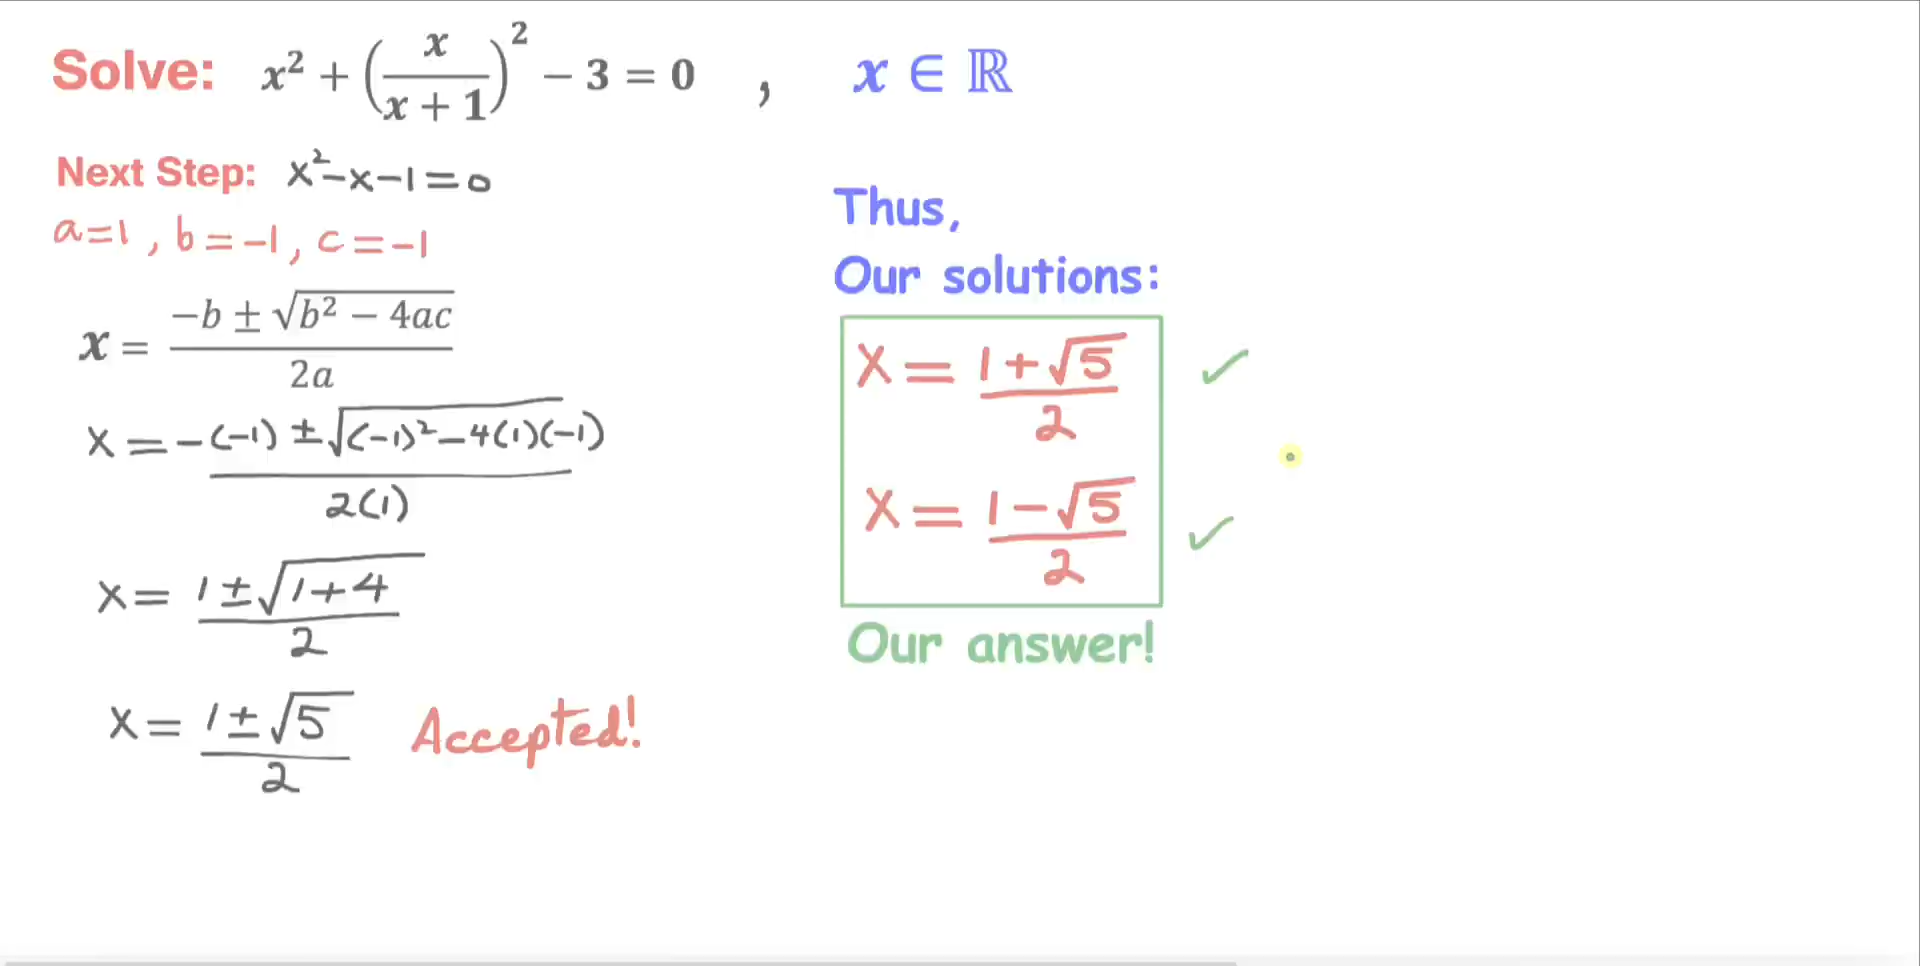 Solve: x² + (x/(x + 1))² − 3 = 0 , x ∈ ℝ
Next Step: x²−x−1=0
a=1, b=−1, c=−1
x = (−b ± √(b² − 4ac))/(2a)
x = −(−1) ± √((−1)²−4(1)(−1)) / 2(1)
x = (1 ± √(1+4))/2
x = (1 ± √5)/2 Accepted!
Thus,
Our solutions:
x = (1 + √5)/2 ✓
x = (1 − √5)/2 ✓
Our answer!